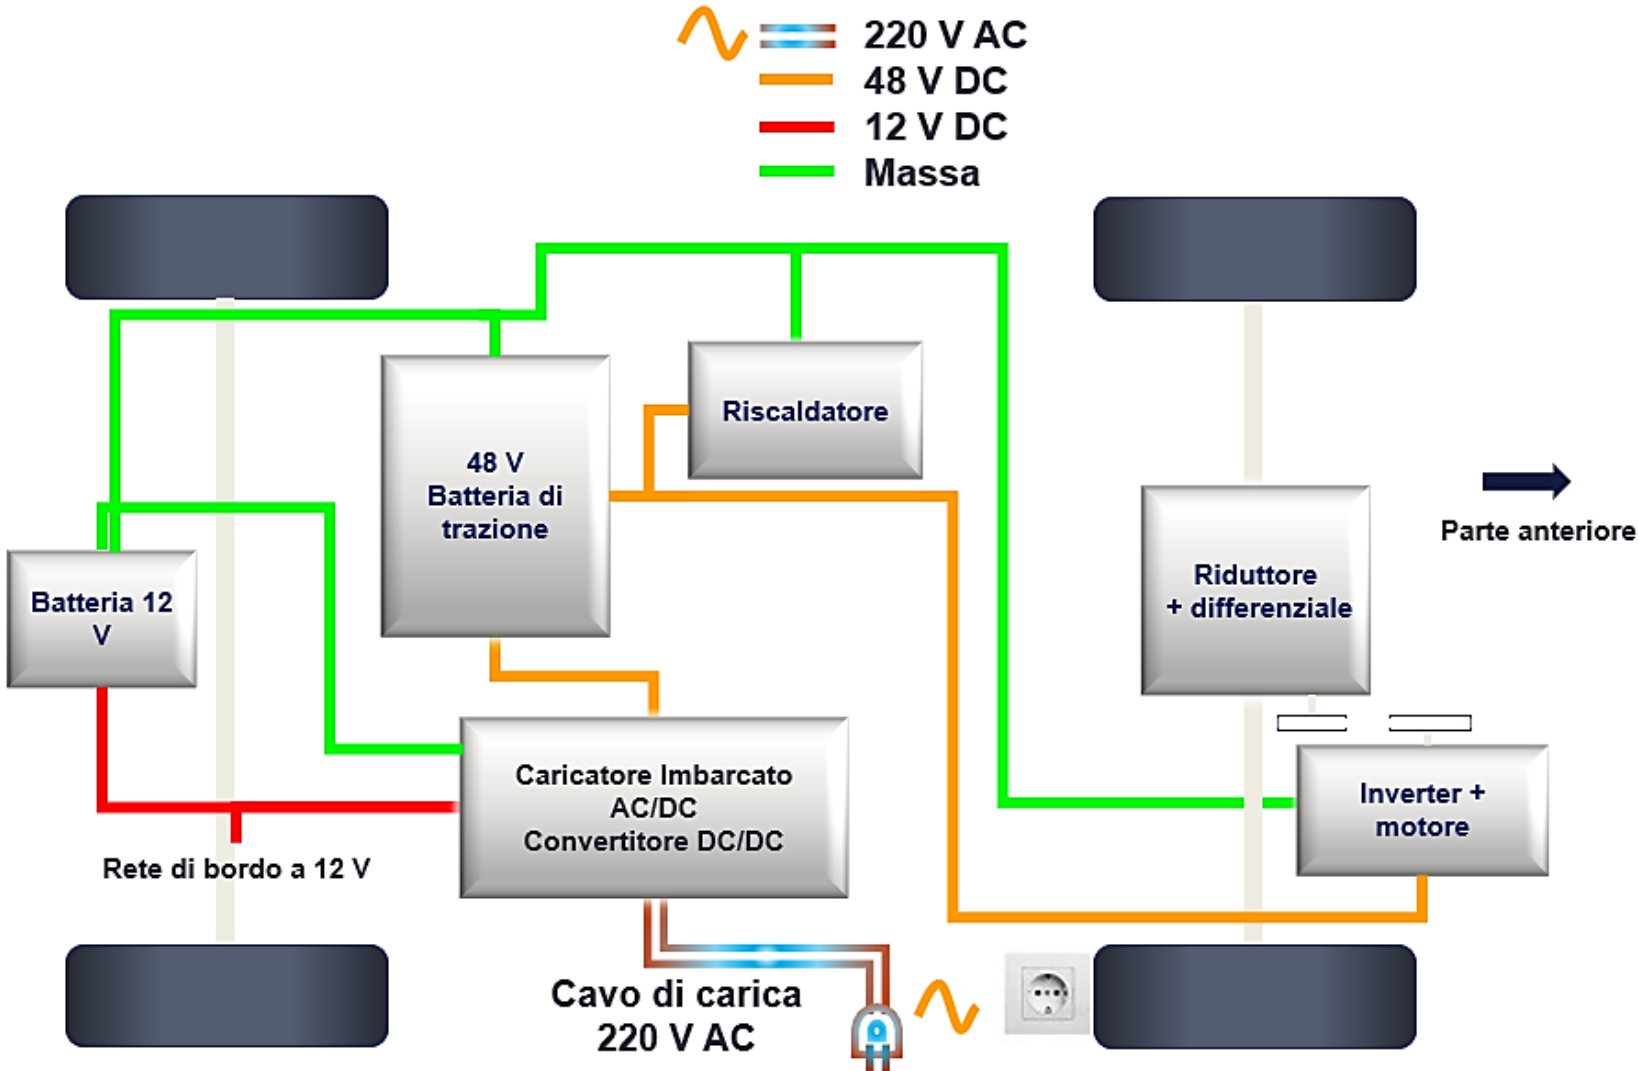 220 V AC
48 V DC
12 V DC
Massa
Riscaldatore
48 V
Batteria di
trazione
Parte anteriore
Riduttore
+ differenziale
Batteria 12
V
Caricatore Imbarcato
AC/DC
Convertitore DC/DC
Inverter +
motore
Rete di bordo a 12 V
Cavo di carica
220 V AC